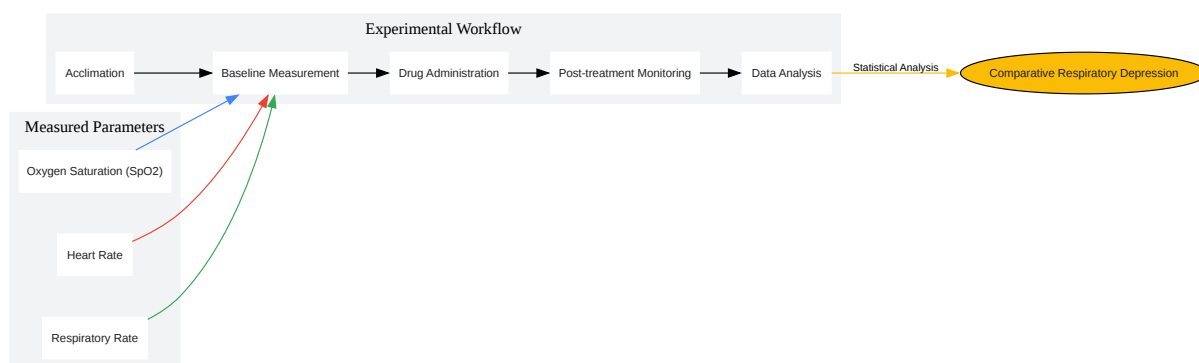 Experimental Workflow
Acclimation
Baseline Measurement
Drug Administration
Post-treatment Monitoring
Data Analysis
Statistical Analysis
Comparative Respiratory Depression
Measured Parameters
Oxygen Saturation (SpO2)
Heart Rate
Respiratory Rate